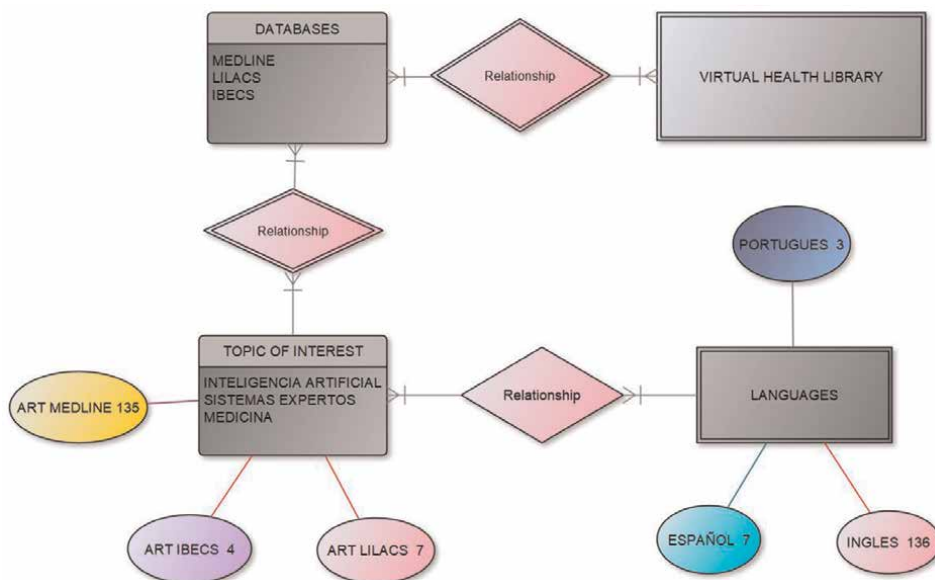 DATABASES
MEDLINE
LILACS
IBECS
Relationship
VIRTUAL HEALTH LIBRARY
Relationship
PORTUGUES 3
TOPIC OF INTEREST
INTELIGENCIA ARTIFICIAL
SISTEMAS EXPERTOS
MEDICINA
Relationship
LANGUAGES
ART MEDLINE 135
ART IBECS 4
ART LILACS 7
ESPAÑOL 7
INGLES 136